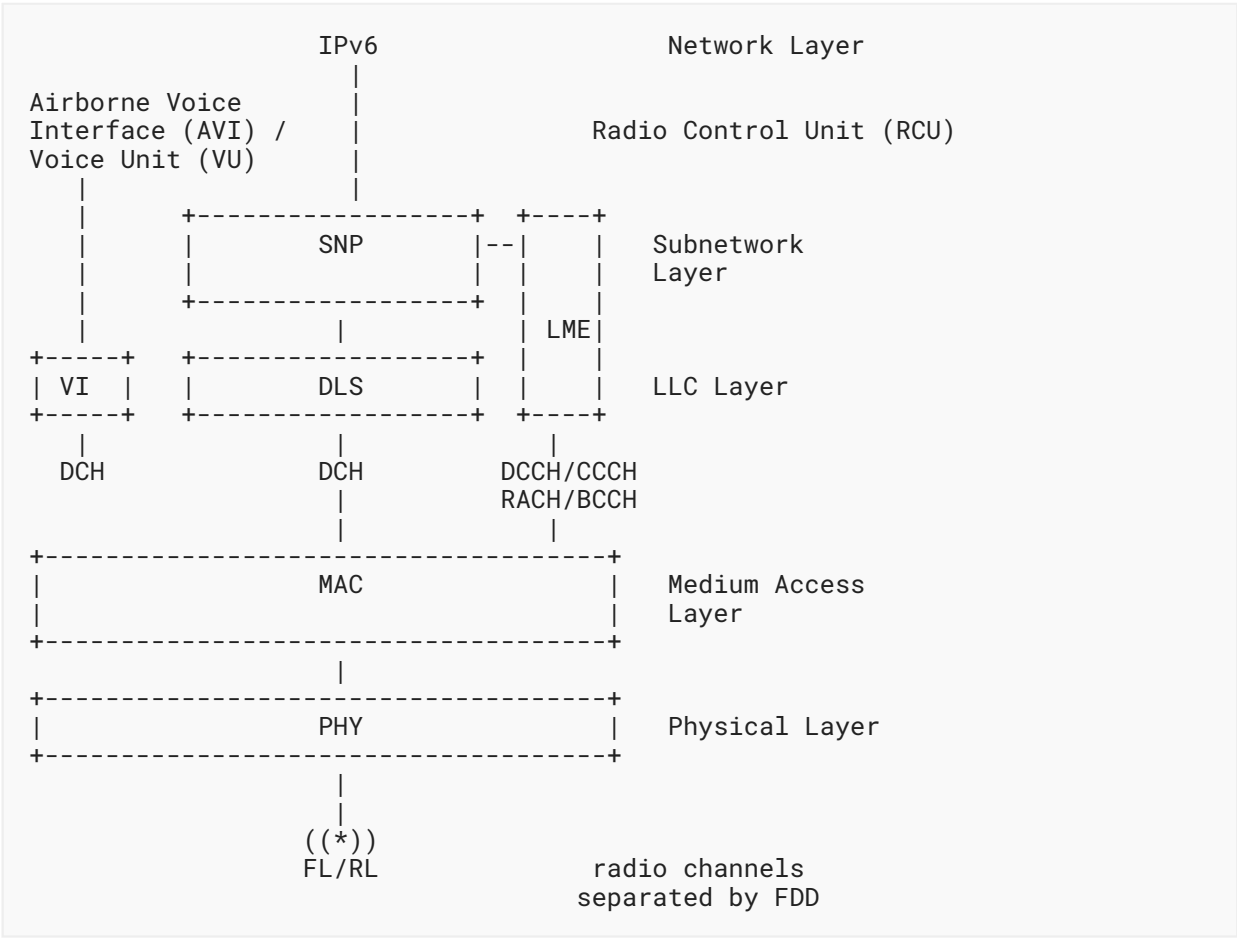 IPv6 Network Layer
Airborne Voice
Interface (AVI) / Radio Control Unit (RCU)
Voice Unit (VU)
SNP Subnetwork
Layer
LME
VI DLS LLC Layer
DCH DCH DCCH/CCCH
RACH/BCCH
MAC Medium Access
Layer
PHY Physical Layer
((*))
FL/RL radio channels
separated by FDD